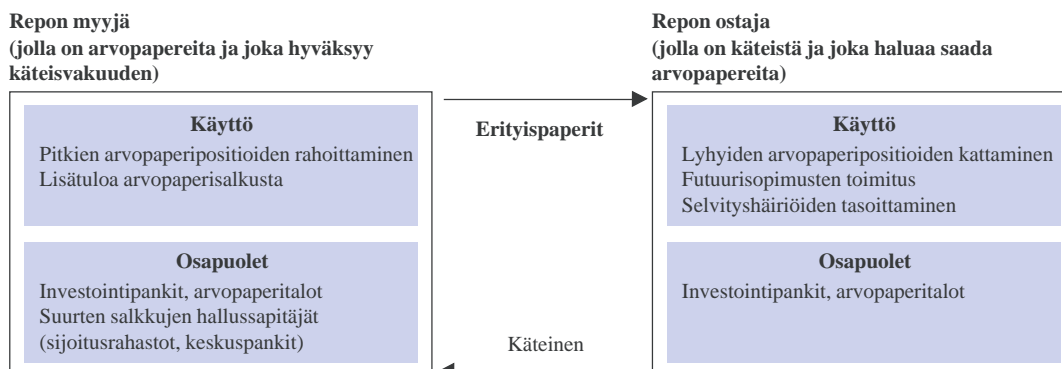 Repon myyjä
(jolla on arvopapereita ja joka hyväksyy
käteisvakuuden)
Käyttö
Pitkien arvopaperipositioiden rahoittaminen
Lisätuloa arvopaperisalkusta
Osapuolet
Investointipankit, arvopaperitalot
Suurten salkkujen hallussapitäjät
(sijoitusrahastot, keskuspankit)
Erityispaperit
Käteinen
Repon ostaja
(jolla on käteistä ja joka haluaa saada
arvopapereita)
Käyttö
Lyhyiden arvopaperipositioiden kattaminen
Futuurisopimusten toimitus
Selvityshäiriöiden tasoittaminen
Osapuolet
Investointipankit, arvopaperitalot